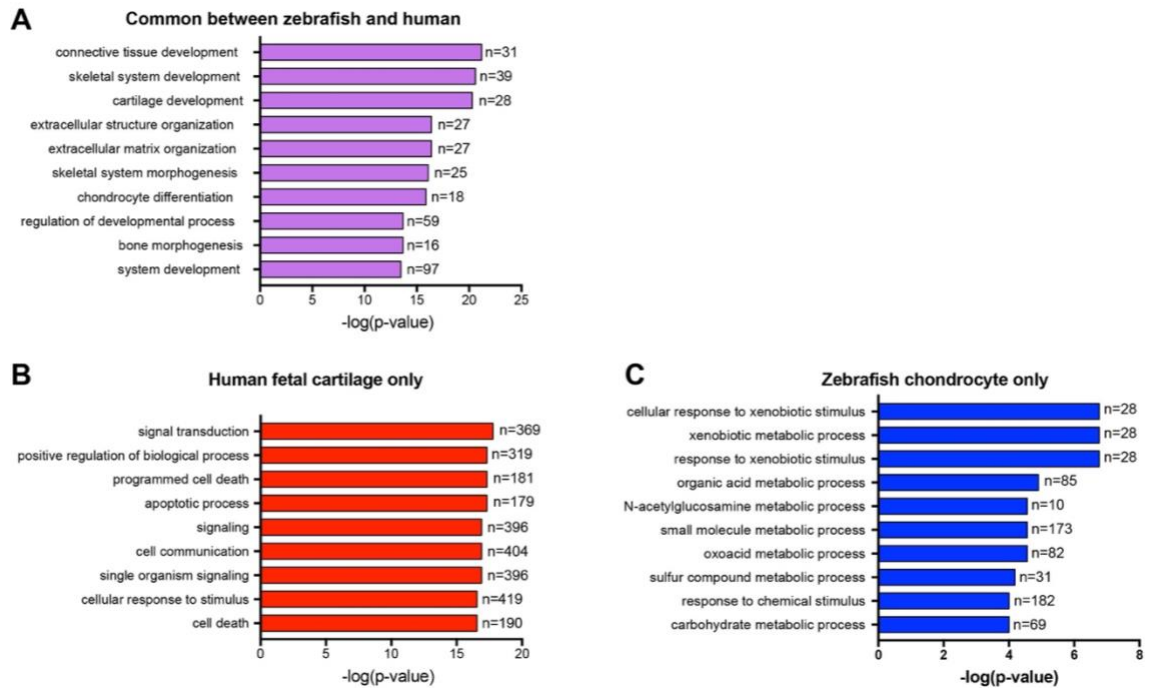 A
Common between zebrafish and human
connective tissue development n=31
skeletal system development n=39
cartilage development n=28
extracellular structure organization n=27
extracellular matrix organization n=27
skeletal system morphogenesis n=25
chondrocyte differentiation n=18
regulation of developmental process n=59
bone morphogenesis n=16
system development n=97
0 5 10 15 20 25
-log(p-value)
B
Human fetal cartilage only
signal transduction n=369
positive regulation of biological process n=319
programmed cell death n=181
apoptotic process n=179
signaling n=396
cell communication n=404
single organism signaling n=396
cellular response to stimulus n=419
cell death n=190
0 5 10 15 20
-log(p-value)
C
Zebrafish chondrocyte only
cellular response to xenobiotic stimulus n=28
xenobiotic metabolic process n=28
response to xenobiotic stimulus n=28
organic acid metabolic process n=85
N-acetylglucosamine metabolic process n=10
small molecule metabolic process n=173
oxoacid metabolic process n=82
sulfur compound metabolic process n=31
response to chemical stimulus n=182
carbohydrate metabolic process n=69
0 2 4 6 8
-log(p-value)